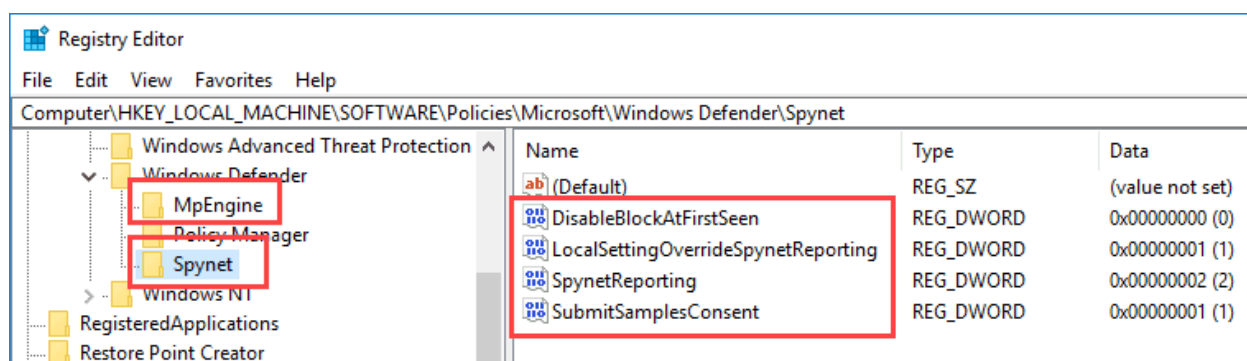 Registry Editor
File Edit View Favorites Help
Computer\HKEY_LOCAL_MACHINE\SOFTWARE\Policies\Microsoft\Windows Defender\Spynet
Windows Advanced Threat Protection
Windows Defender
MpEngine
Policy Manager
Spynet
Windows NT
RegisteredApplications
Restore Point Creator
Name Type Data
ab (Default) REG_SZ (value not set)
DisableBlockAtFirstSeen REG_DWORD 0x00000000 (0)
LocalSettingOverrideSpynetReporting REG_DWORD 0x00000001 (1)
SpynetReporting REG_DWORD 0x00000002 (2)
SubmitSamplesConsent REG_DWORD 0x00000001 (1)